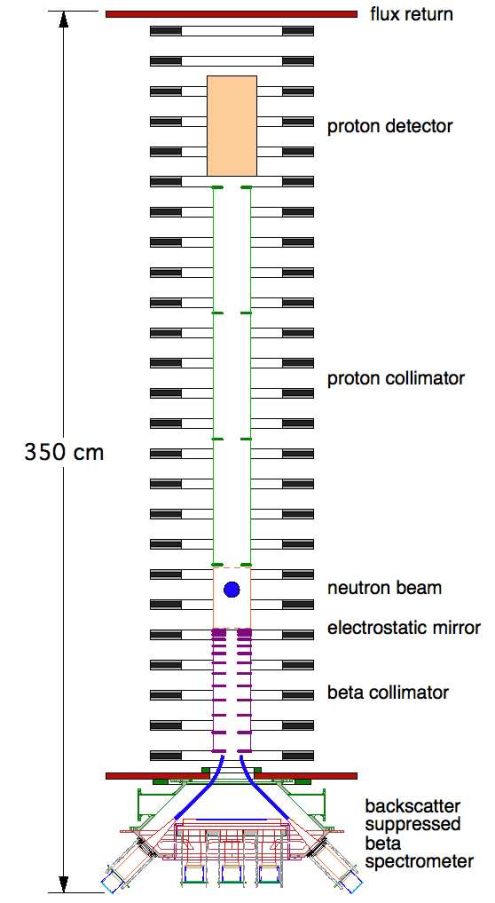 flux return
proton detector
proton collimator
350 cm
neutron beam
electrostatic mirror
beta collimator
backscatter
suppressed
beta
spectrometer